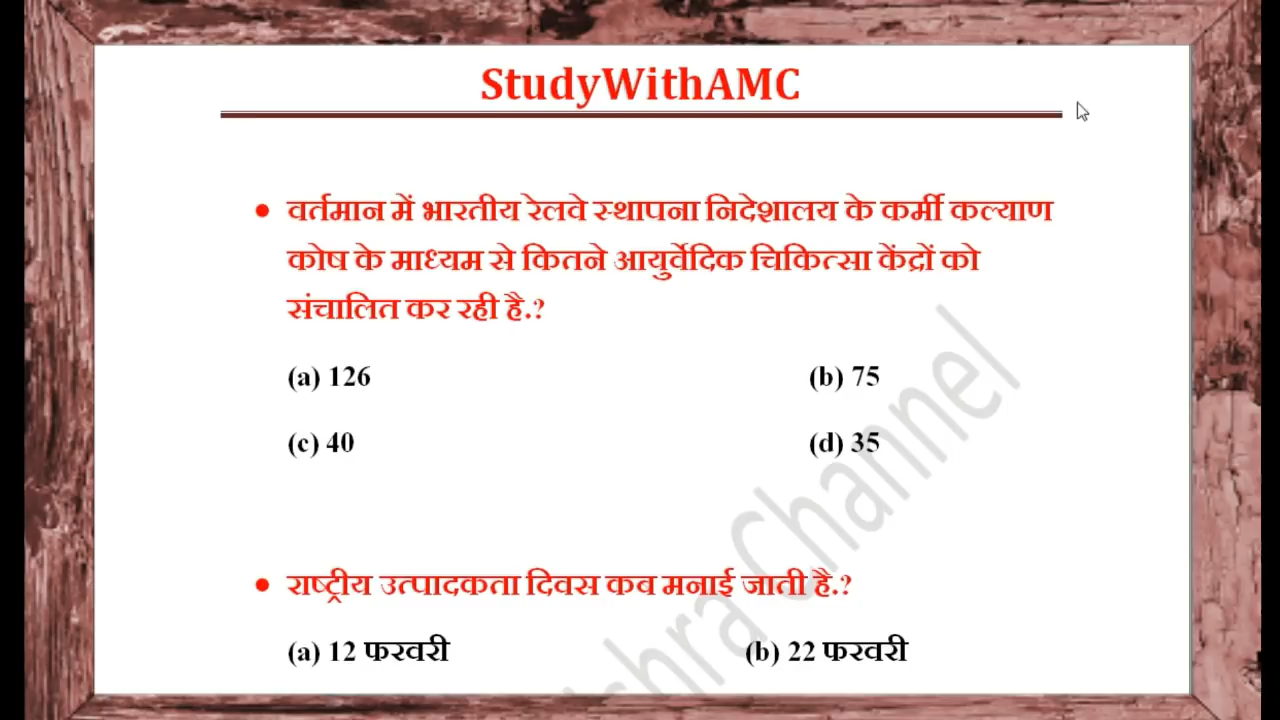 StudyWithAMC
• वर्तमान में भारतीय रेलवे स्थापना निदेशालय के कर्मी कल्याण
कोष के माध्यम से कितने आयुर्वेदिक चिकित्सा केंद्रों को
संचालित कर रही है.?
(a) 126 (b) 75
(c) 40 (d) 35
• राष्ट्रीय उत्पादकता दिवस कब मनाई जाती है.?
(a) 12 फरवरी (b) 22 फरवरी
Channel